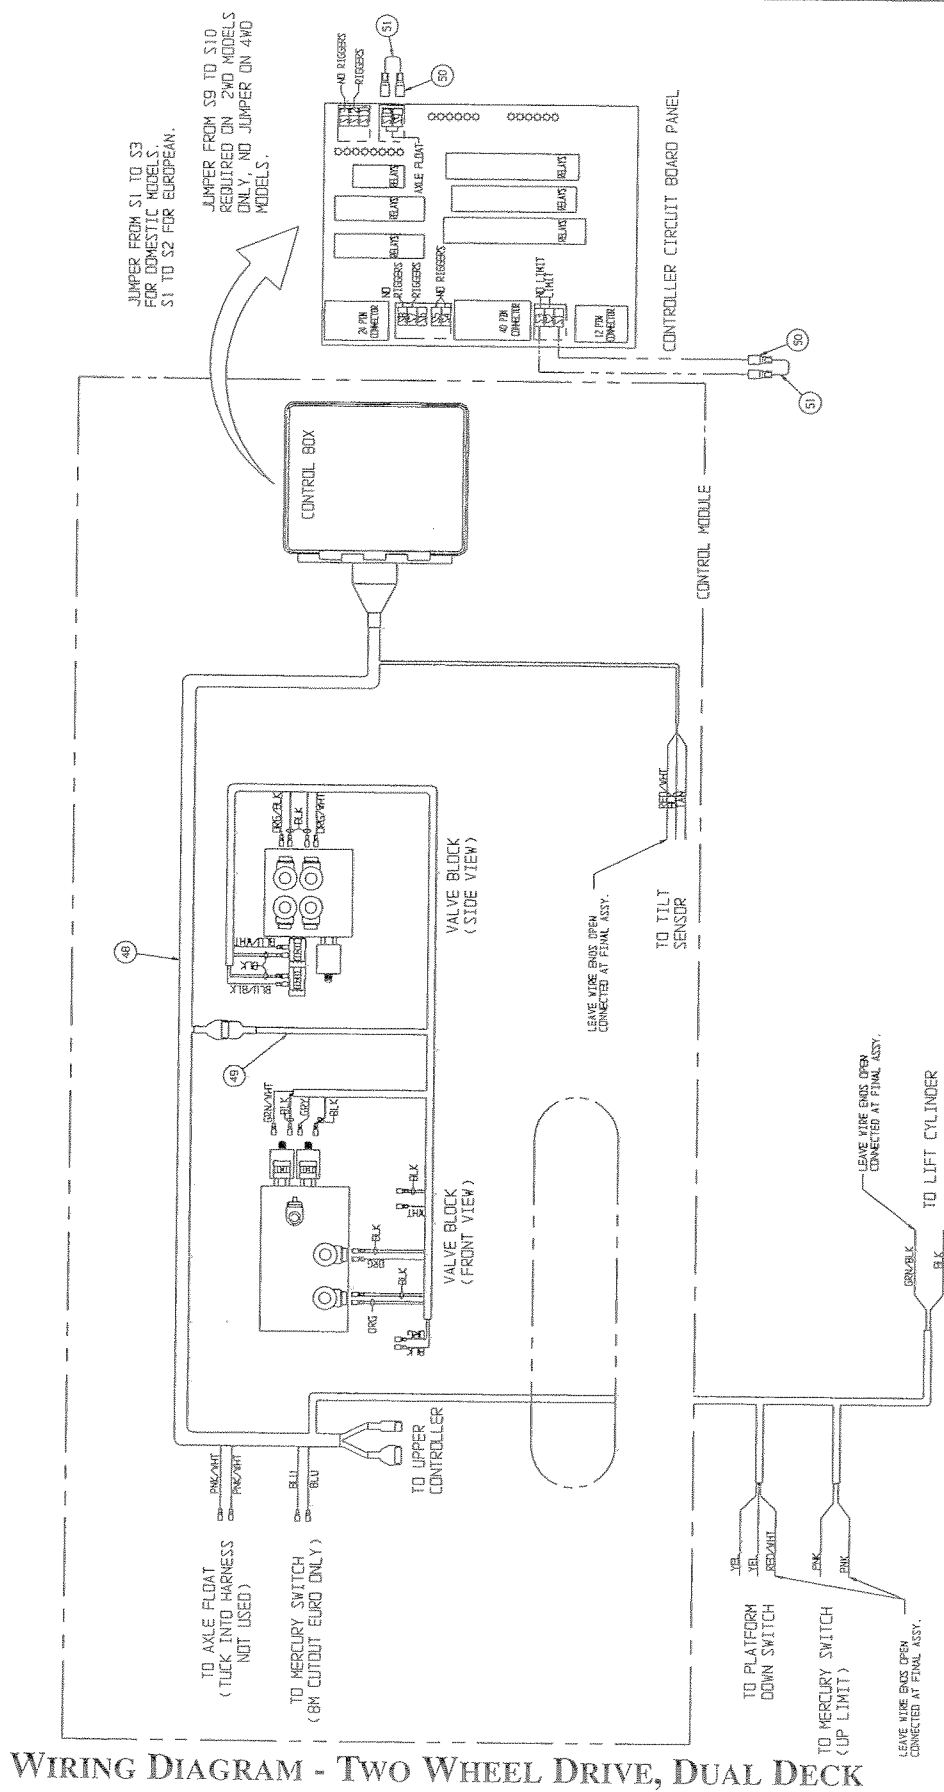 JUMPER FROM S1 TO S3
FOR DOMESTIC MODELS.
S1 TO S2 FOR EUROPEAN.
JUMPER FROM S9 TO S10
REQUIRED ON 2WD MODELS
ONLY, NO JUMPER ON 4WD
MODELS.
NO RIGGERS
RIGGERS
51
50
RELAYS
RELAYS
RELAYS
AXLE FLOAT
RELAYS
RELAYS
RELAYS
24 PIN
CONNECTOR
NO
RIGGERS
RIGGERS
NO RIGGERS
40 PIN
CONNECTOR
NO LIMIT
LIMIT
12 PIN
CONNECTOR
CONTROLLER CIRCUIT BOARD PANEL
50
51
CONTROL BOX
CONTROL MODULE
48
ORG/BLK
BLK
ORG/WHT
BLU/WHT
BLK
BLU/BLK
VALVE BLOCK
(SIDE VIEW)
49
GRN/WHT
BLK
GRY
BLK
BLK
WHT
BLK
ORG
BLK
ORG
VALVE BLOCK
(FRONT VIEW)
RED/WHT
TAN
LEAVE WIRE ENDS OPEN
CONNECTED AT FINAL ASSY.
TO TILT
SENSOR
PNK/WHT
PNK/WHT
BLU
BLU
TO UPPER
CONTROLLER
TO AXLE FLOAT
(TUCK INTO HARNESS
NOT USED)
TO MERCURY SWITCH
(8M CUTOUT EURO ONLY)
LEAVE WIRE ENDS OPEN
CONNECTED AT FINAL ASSY.
GRN/BLK
BLK
TO LIFT CYLINDER
YEL
YEL
RED/WHT
PNK
PNK
TO PLATFORM
DOWN SWITCH
TO MERCURY SWITCH
(UP LIMIT)
LEAVE WIRE ENDS OPEN
CONNECTED AT FINAL ASSY.
WIRING DIAGRAM - TWO WHEEL DRIVE, DUAL DECK